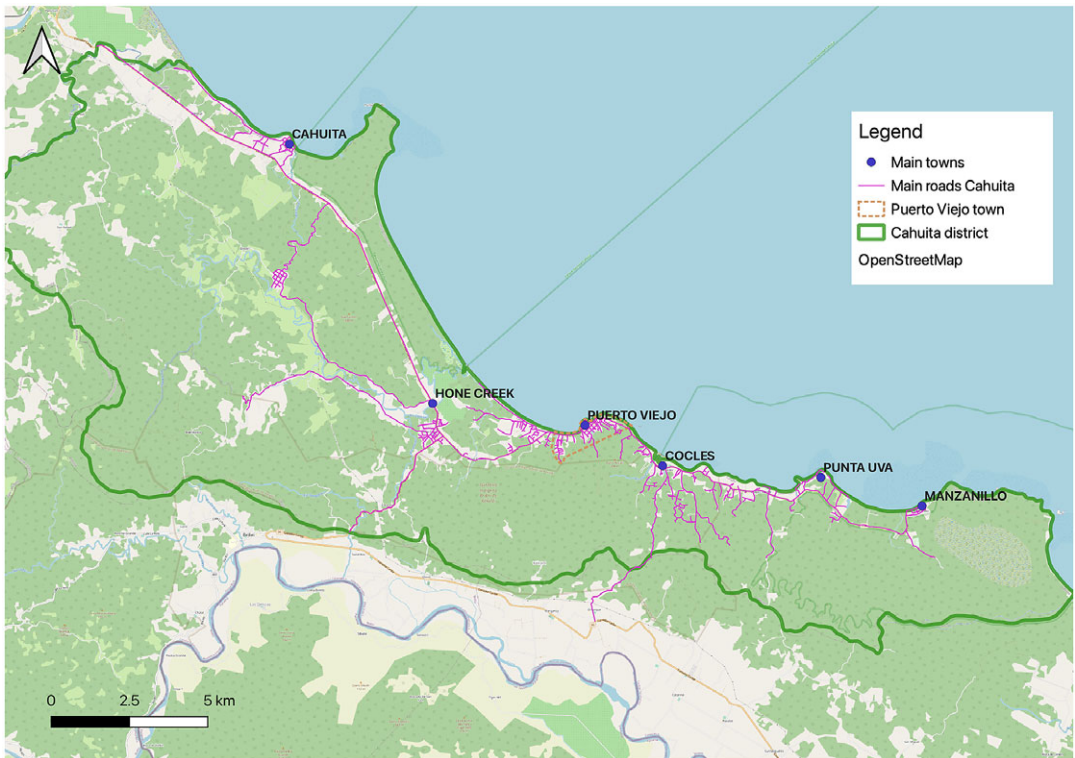 CAHUITA
Legend
Main towns
Main roads Cahuita
Puerto Viejo town
Cahuita district
OpenStreetMap
HONE CREEK
PUERTO VIEJO
COCLES
PUNTA UVA
MANZANILLO
0 2.5 5 km